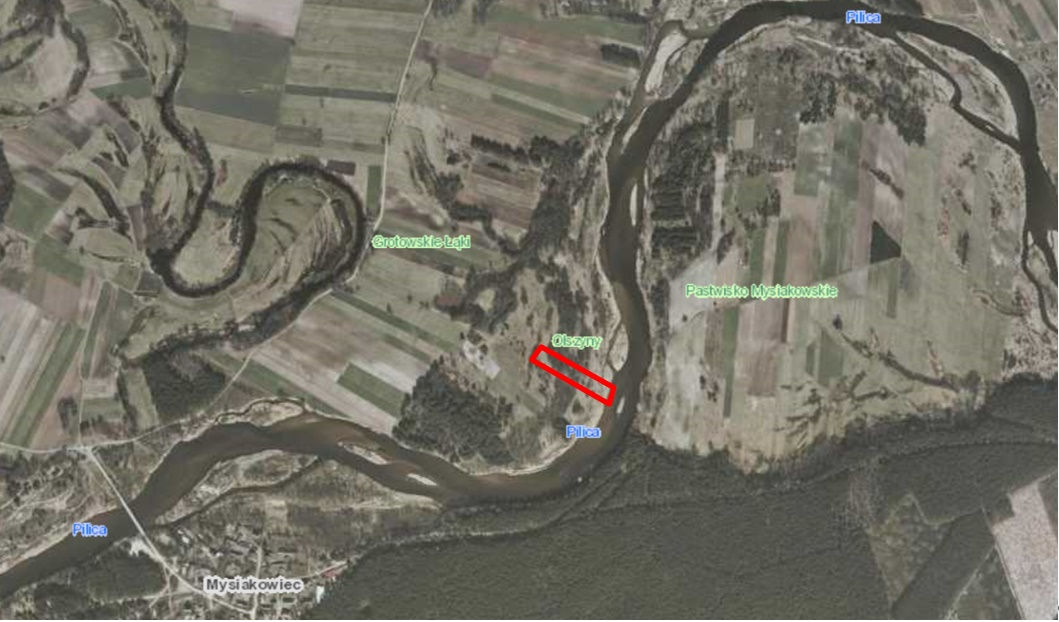 Pilica
Grotowskie Łąki
Pastwisko Mysiakowskie
Olszyny
Pilica
Pilica
Mysiakowiec